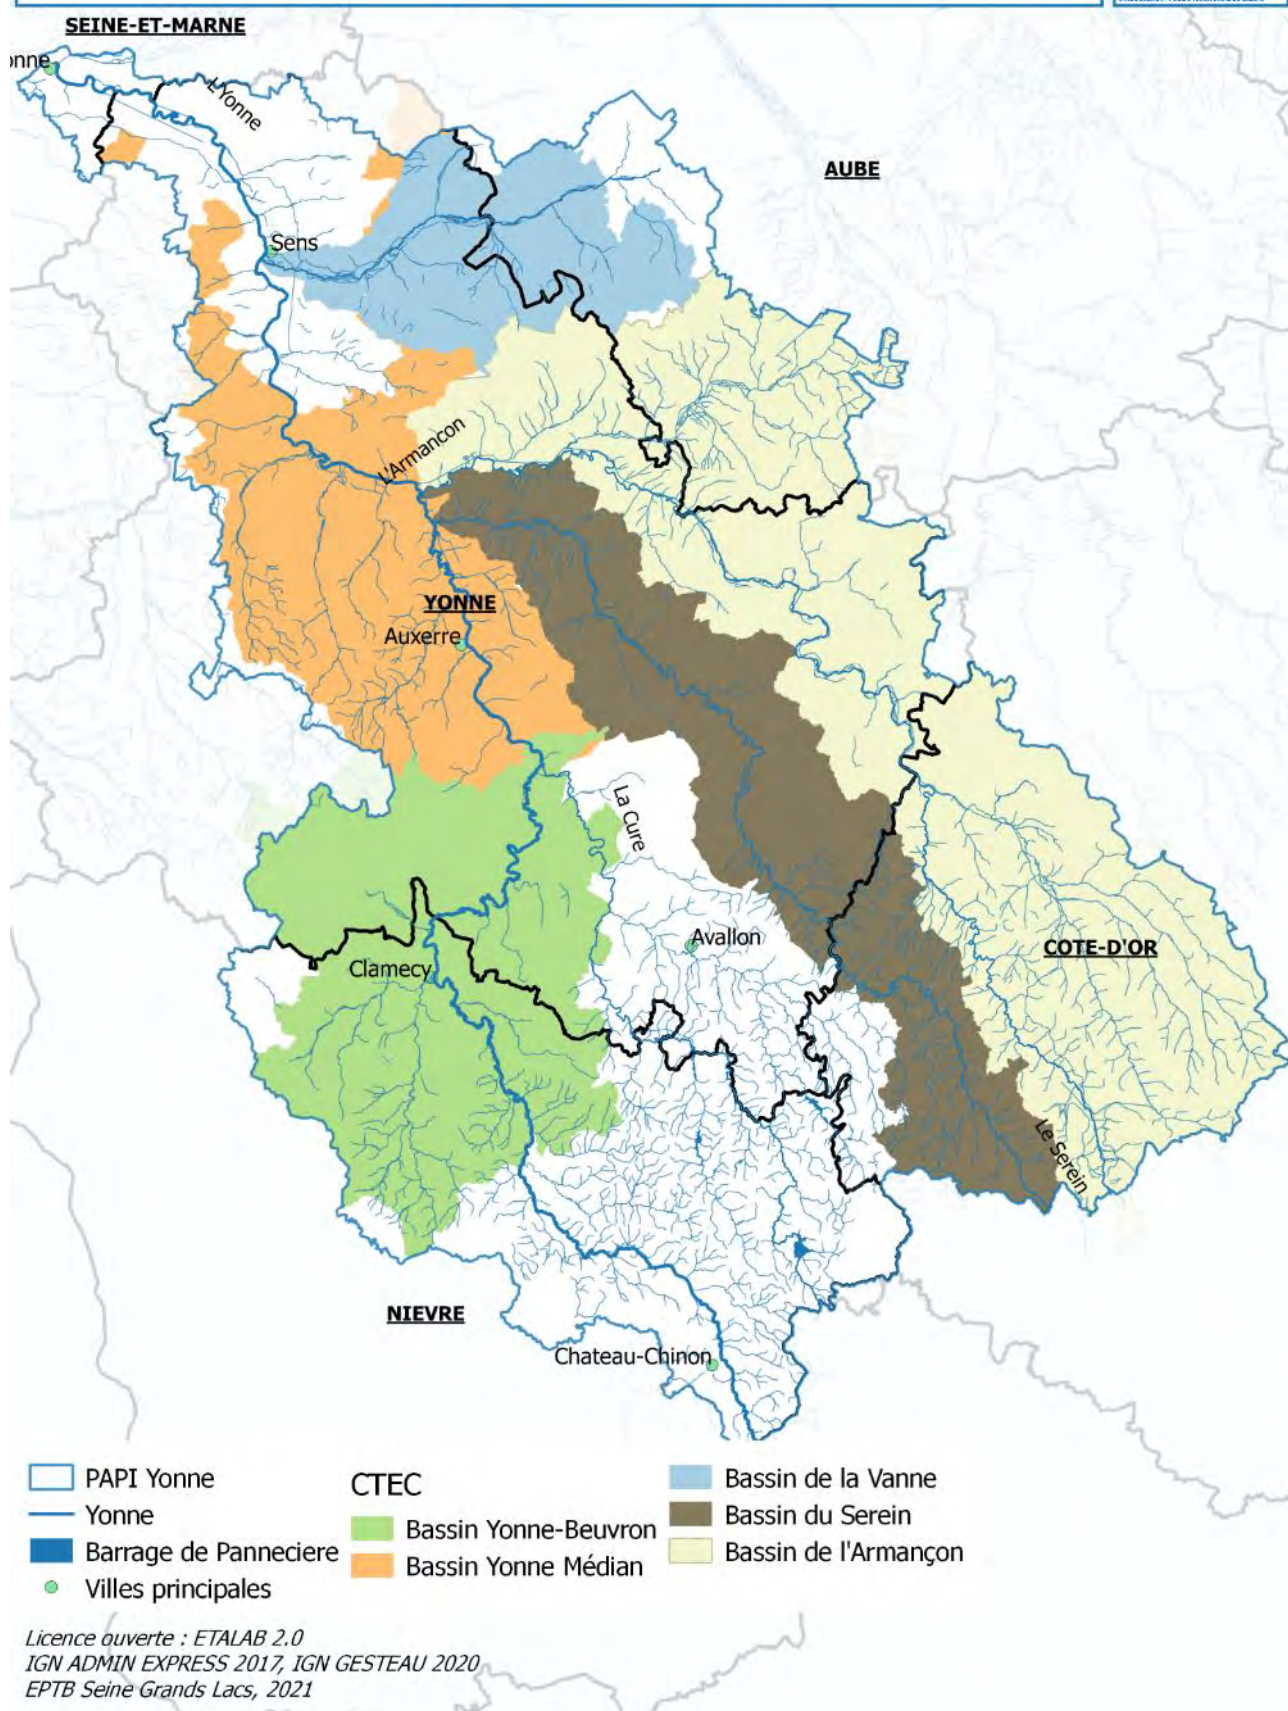 SEINE-ET-MARNE
onne
L'Yonne
AUBE
Sens
L'Armancon
YONNE
Auxerre
La Cure
Avallon
COTE-D'OR
Clamecy
Le Serein
NIEVRE
Chateau-Chinon
PAPI Yonne
Yonne
Barrage de Panneciere
Villes principales
CTEC
Bassin Yonne-Beuvron
Bassin Yonne Médian
Bassin de la Vanne
Bassin du Serein
Bassin de l'Armançon
Licence ouverte : ETALAB 2.0
IGN ADMIN EXPRESS 2017, IGN GESTEAU 2020
EPTB Seine Grands Lacs, 2021